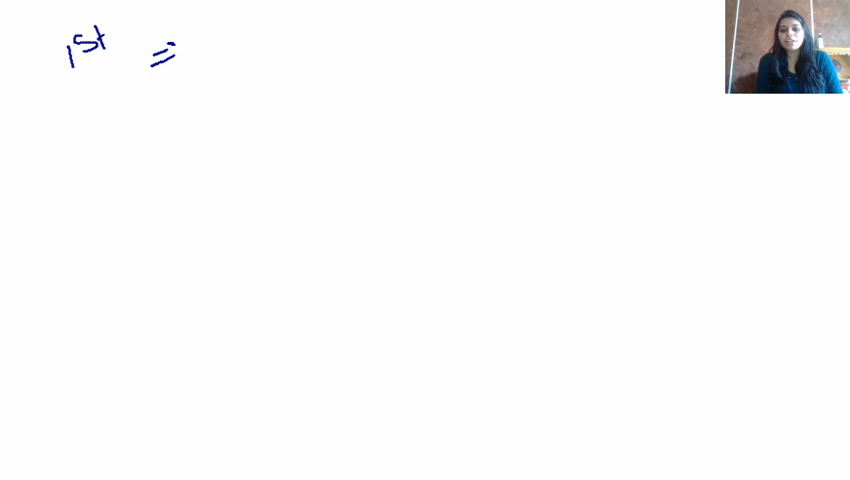 1st =